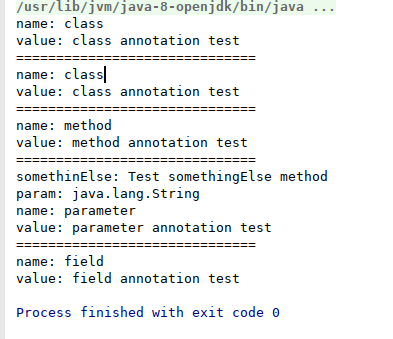 /usr/lib/jvm/java-8-openjdk/bin/java ...
name: class
value: class annotation test
==============================
name: class
value: class annotation test
==============================
name: method
value: method annotation test
==============================
somethinElse: Test somethingElse method
param: java.lang.String
name: parameter
value: parameter annotation test
==============================
name: field
value: field annotation test
Process finished with exit code 0